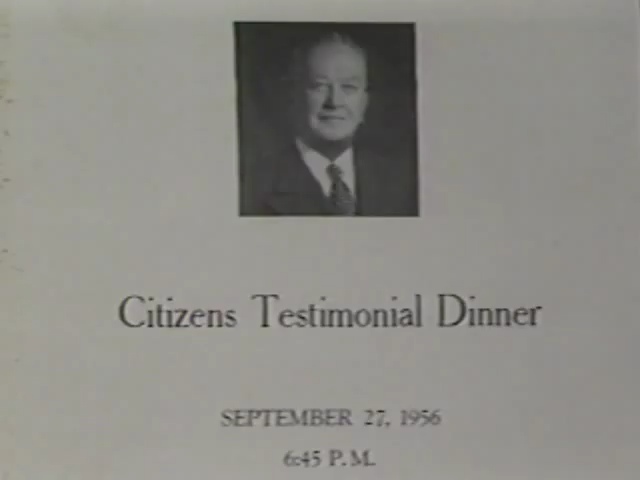 Citizens Testimonial Dinner
SEPTEMBER 27, 1956
6:45 P.M.